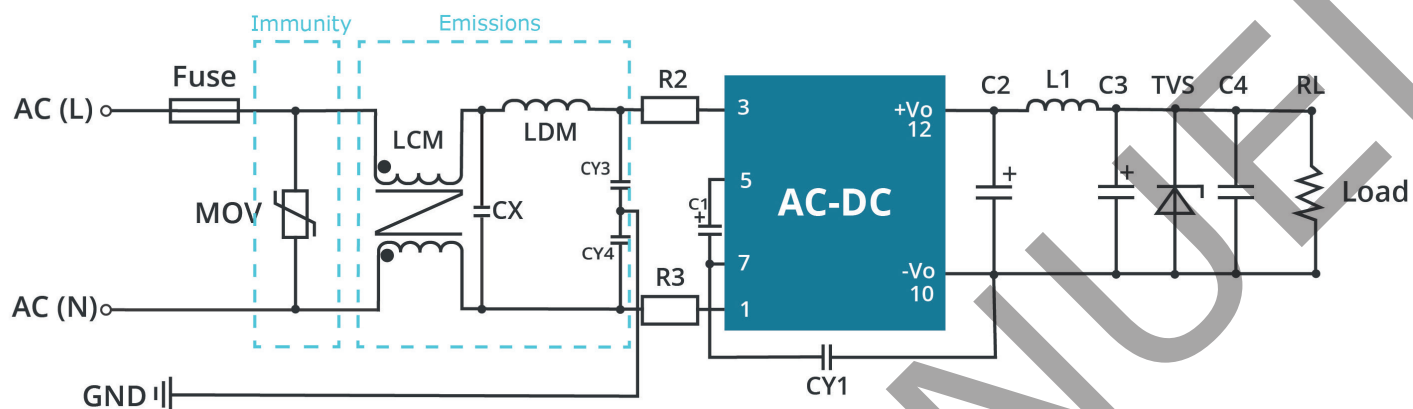 Immunity
Emissions
Fuse
AC (L)
MOV
AC (N)
GND
LCM
CX
LDM
CY3
CY4
R2
R3
C1
+
3
5
7
1
AC-DC
+Vo
12
-Vo
10
CY1
C2
+
L1
C3
+
TVS
C4
RL
Load